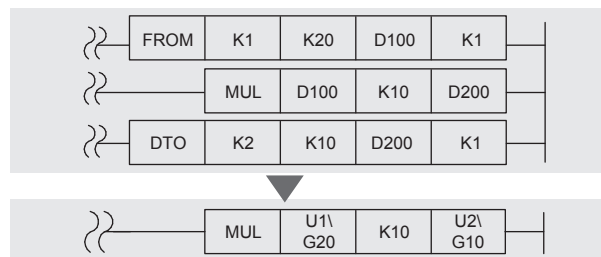 FROM K1 K20 D100 K1
MUL D100 K10 D200
DTO K2 K10 D200 K1
MUL U1\ G20 K10 U2\ G10